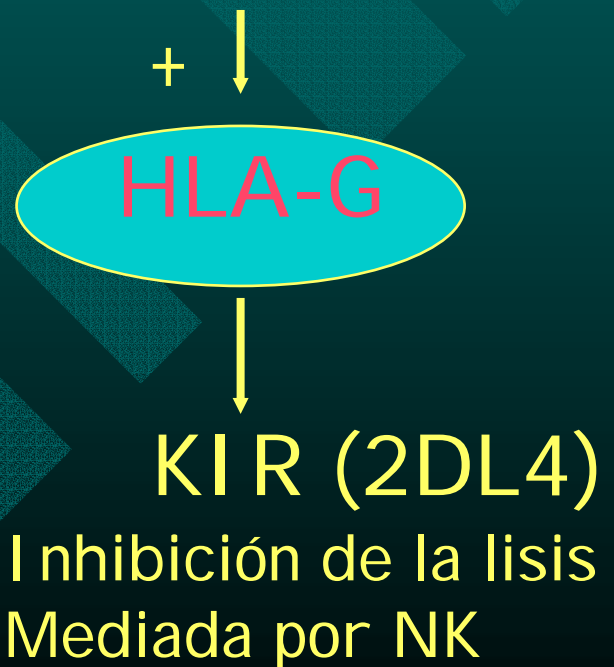 +
HLA-G
KIR (2DL4)
Inhibición de la lisis
Mediada por NK